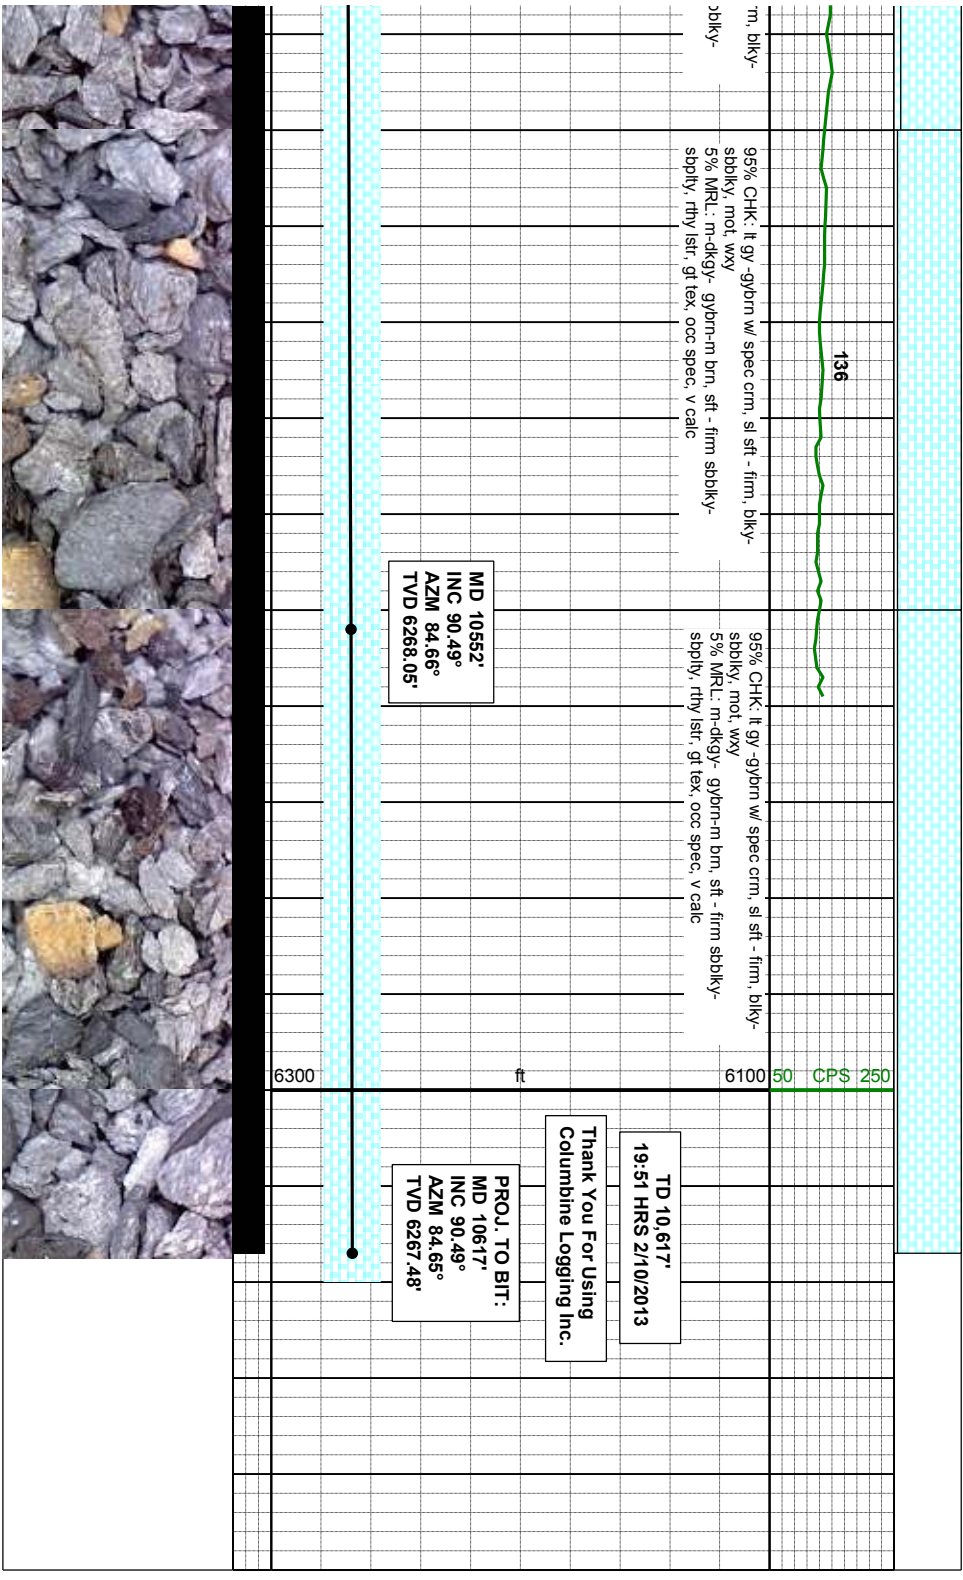 m, blky-
bblky-
95% CHK: lt gy -gybrn w/ spec crm, sl sft - firm, blky-
sbblky, mot, wxy
5% MRL: m-dkgy- gybrn-m brn, sft - firm sbblky-
sbplty, rthy lstr, gt tex, occ spec, v calc
136
MD 10552'
INC 90.49°
AZM 84.66°
TVD 6268.05'
95% CHK: lt gy -gybrn w/ spec crm, sl sft - firm, blky-
sbblky, mot, wxy
5% MRL: m-dkgy- gybrn-m brn, sft - firm sbblky-
sbplty, rthy lstr, gt tex, occ spec, v calc
6300 ft 6100 50 CPS 250
TD 10,617'
19:51 HRS 2/10/2013
Thank You For Using
Columbine Logging Inc.
PROJ. TO BIT:
MD 10617'
INC 90.49°
AZM 84.65°
TVD 6267.48'